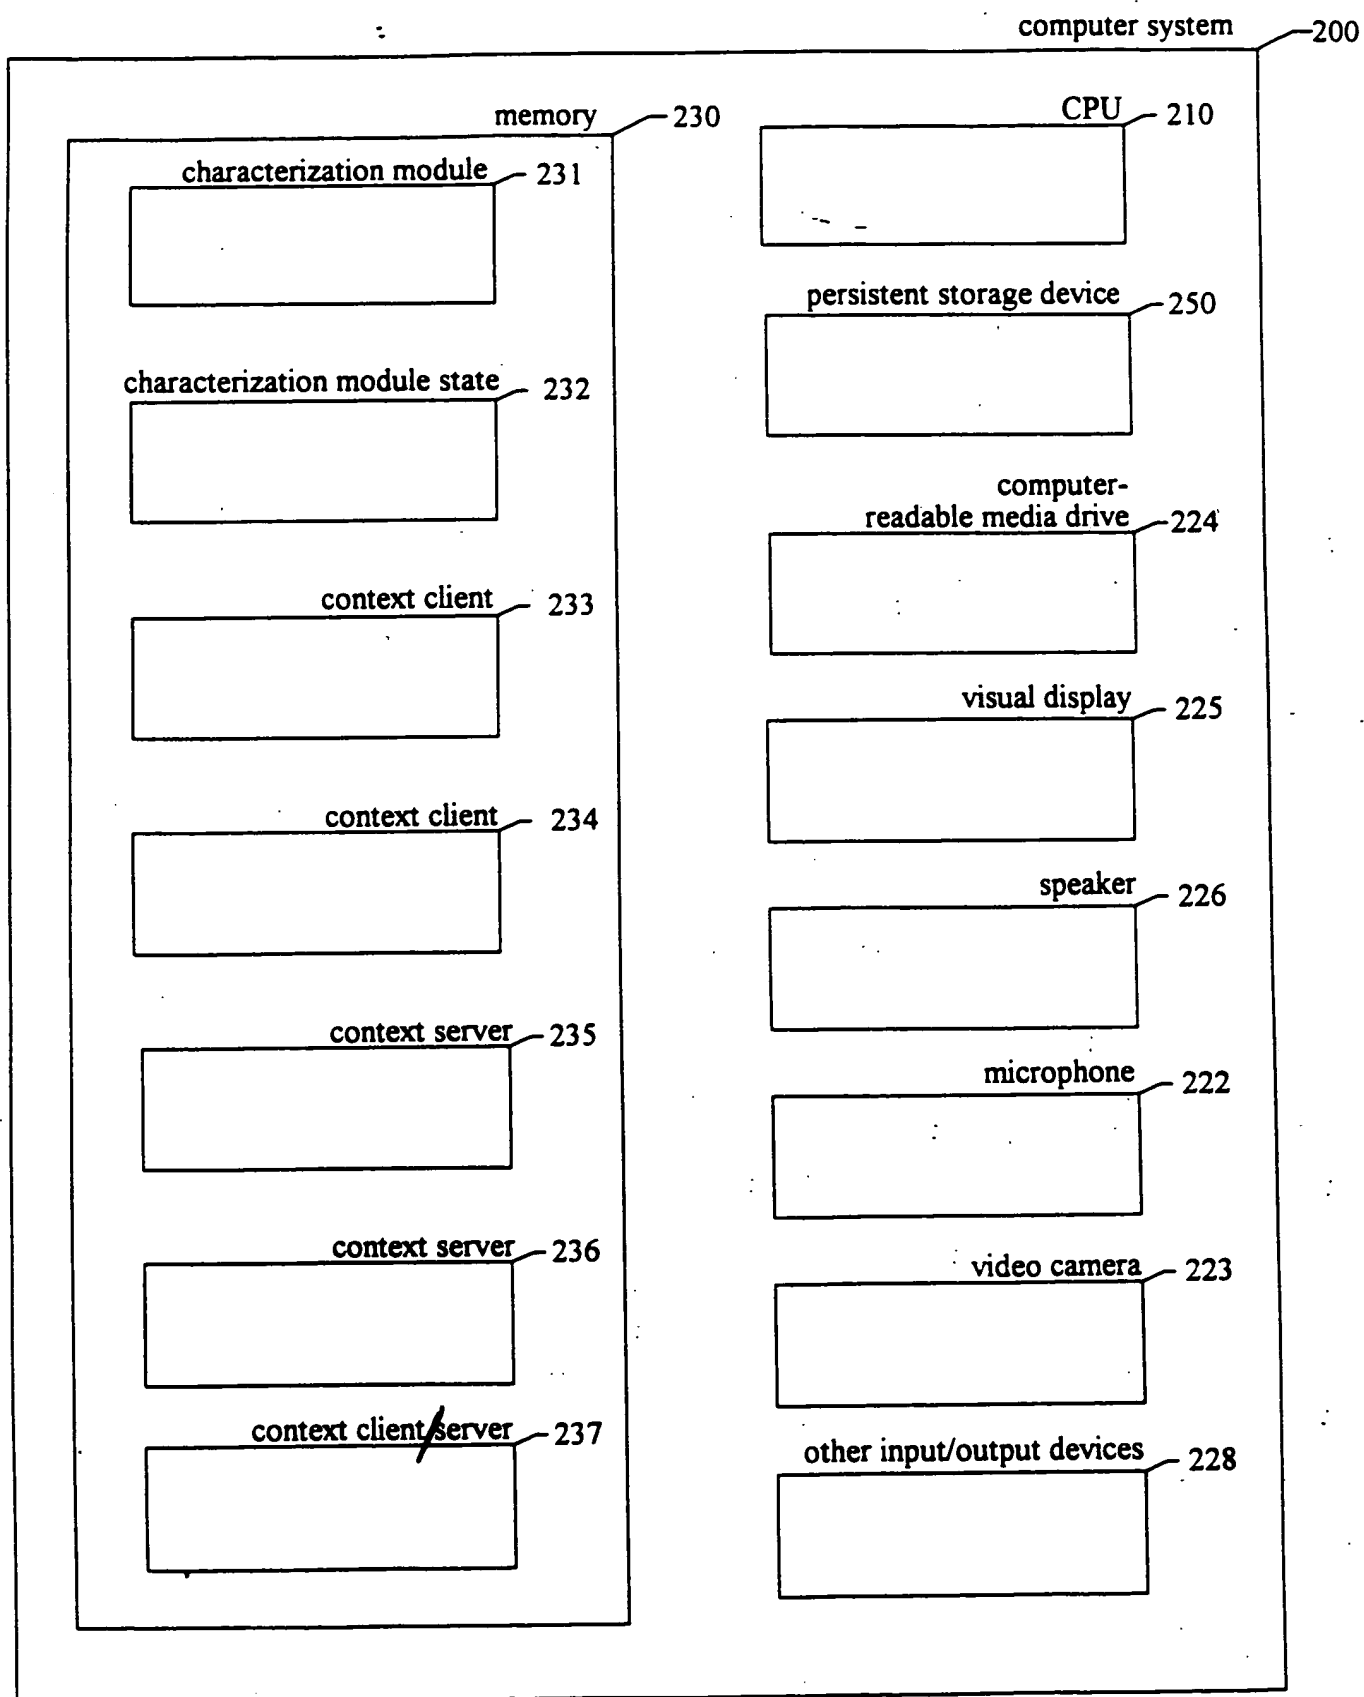 computer system 200
memory 230
characterization module 231
characterization module state 232
context client 233
context client 234
context server 235
context server 236
context client/server 237
CPU 210
persistent storage device 250
computer-
readable media drive 224
visual display 225
speaker 226
microphone 222
video camera 223
other input/output devices 228